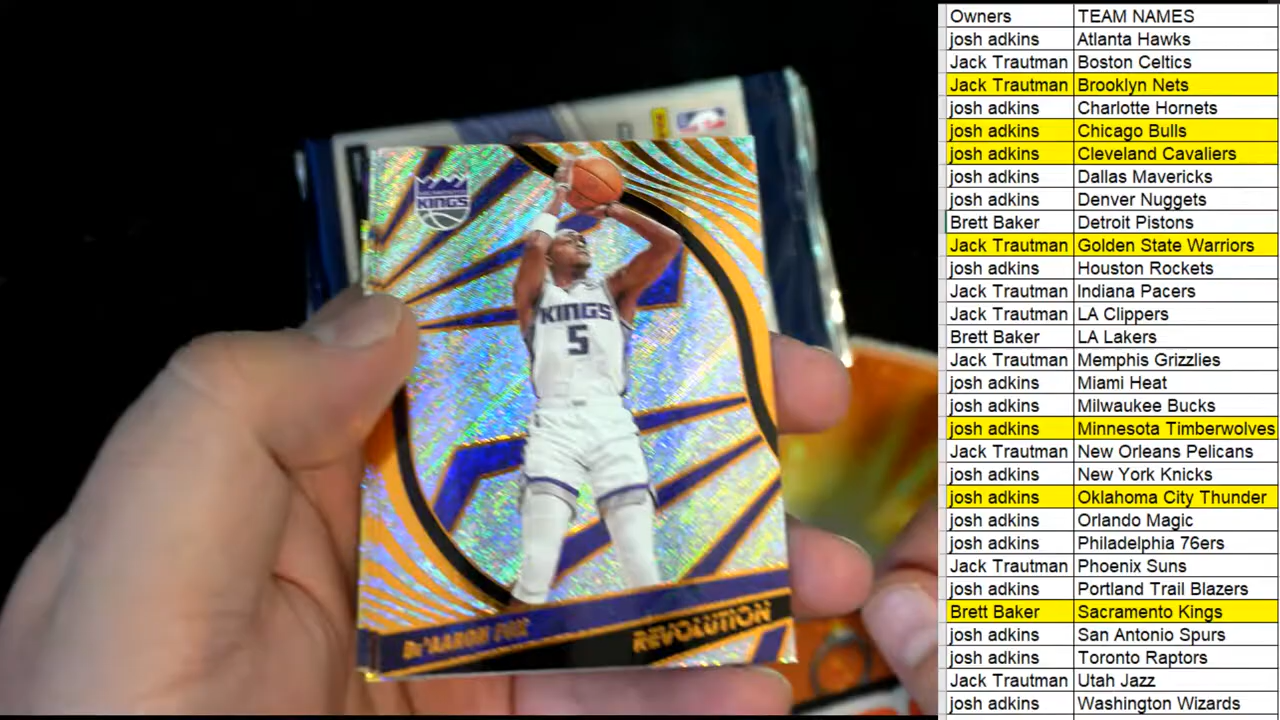 KINGS
KINGS
5
De'AARON FOX
REVOLUTION
Owners TEAM NAMES
josh adkins Atlanta Hawks
Jack Trautman Boston Celtics
Jack Trautman Brooklyn Nets
josh adkins Charlotte Hornets
josh adkins Chicago Bulls
josh adkins Cleveland Cavaliers
josh adkins Dallas Mavericks
josh adkins Denver Nuggets
Brett Baker Detroit Pistons
Jack Trautman Golden State Warriors
josh adkins Houston Rockets
Jack Trautman Indiana Pacers
Jack Trautman LA Clippers
Brett Baker LA Lakers
Jack Trautman Memphis Grizzlies
josh adkins Miami Heat
josh adkins Milwaukee Bucks
josh adkins Minnesota Timberwolves
Jack Trautman New Orleans Pelicans
josh adkins New York Knicks
josh adkins Oklahoma City Thunder
josh adkins Orlando Magic
josh adkins Philadelphia 76ers
Jack Trautman Phoenix Suns
josh adkins Portland Trail Blazers
Brett Baker Sacramento Kings
josh adkins San Antonio Spurs
josh adkins Toronto Raptors
Jack Trautman Utah Jazz
josh adkins Washington Wizards